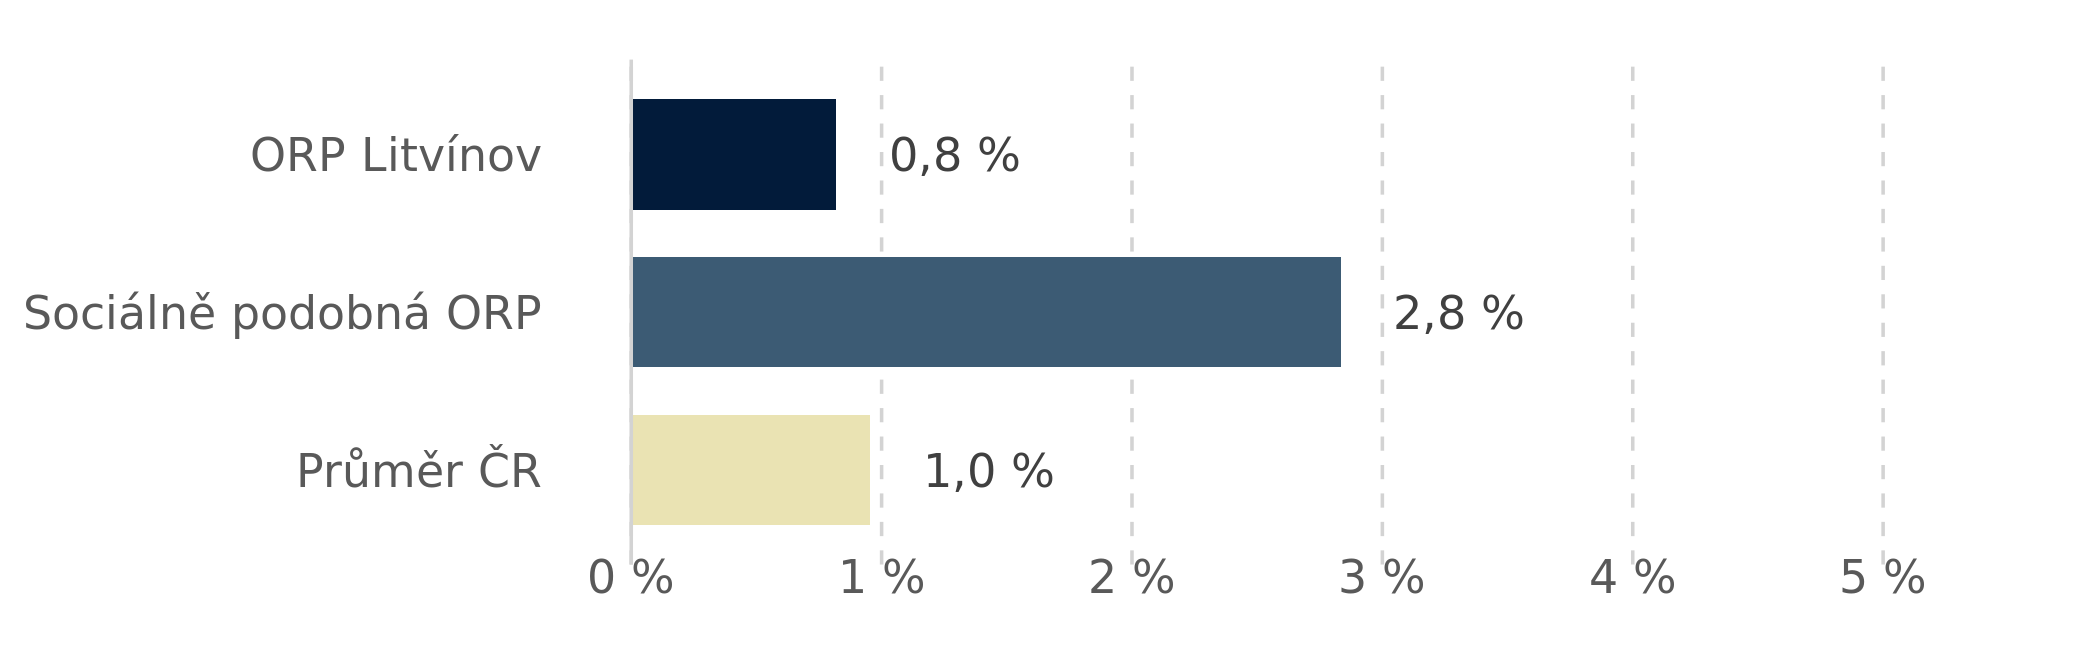 ORP Litvínov 0,8 %
Sociálně podobná ORP 2,8 %
Průměr ČR 1,0 %
0 % 1 % 2 % 3 % 4 % 5 %